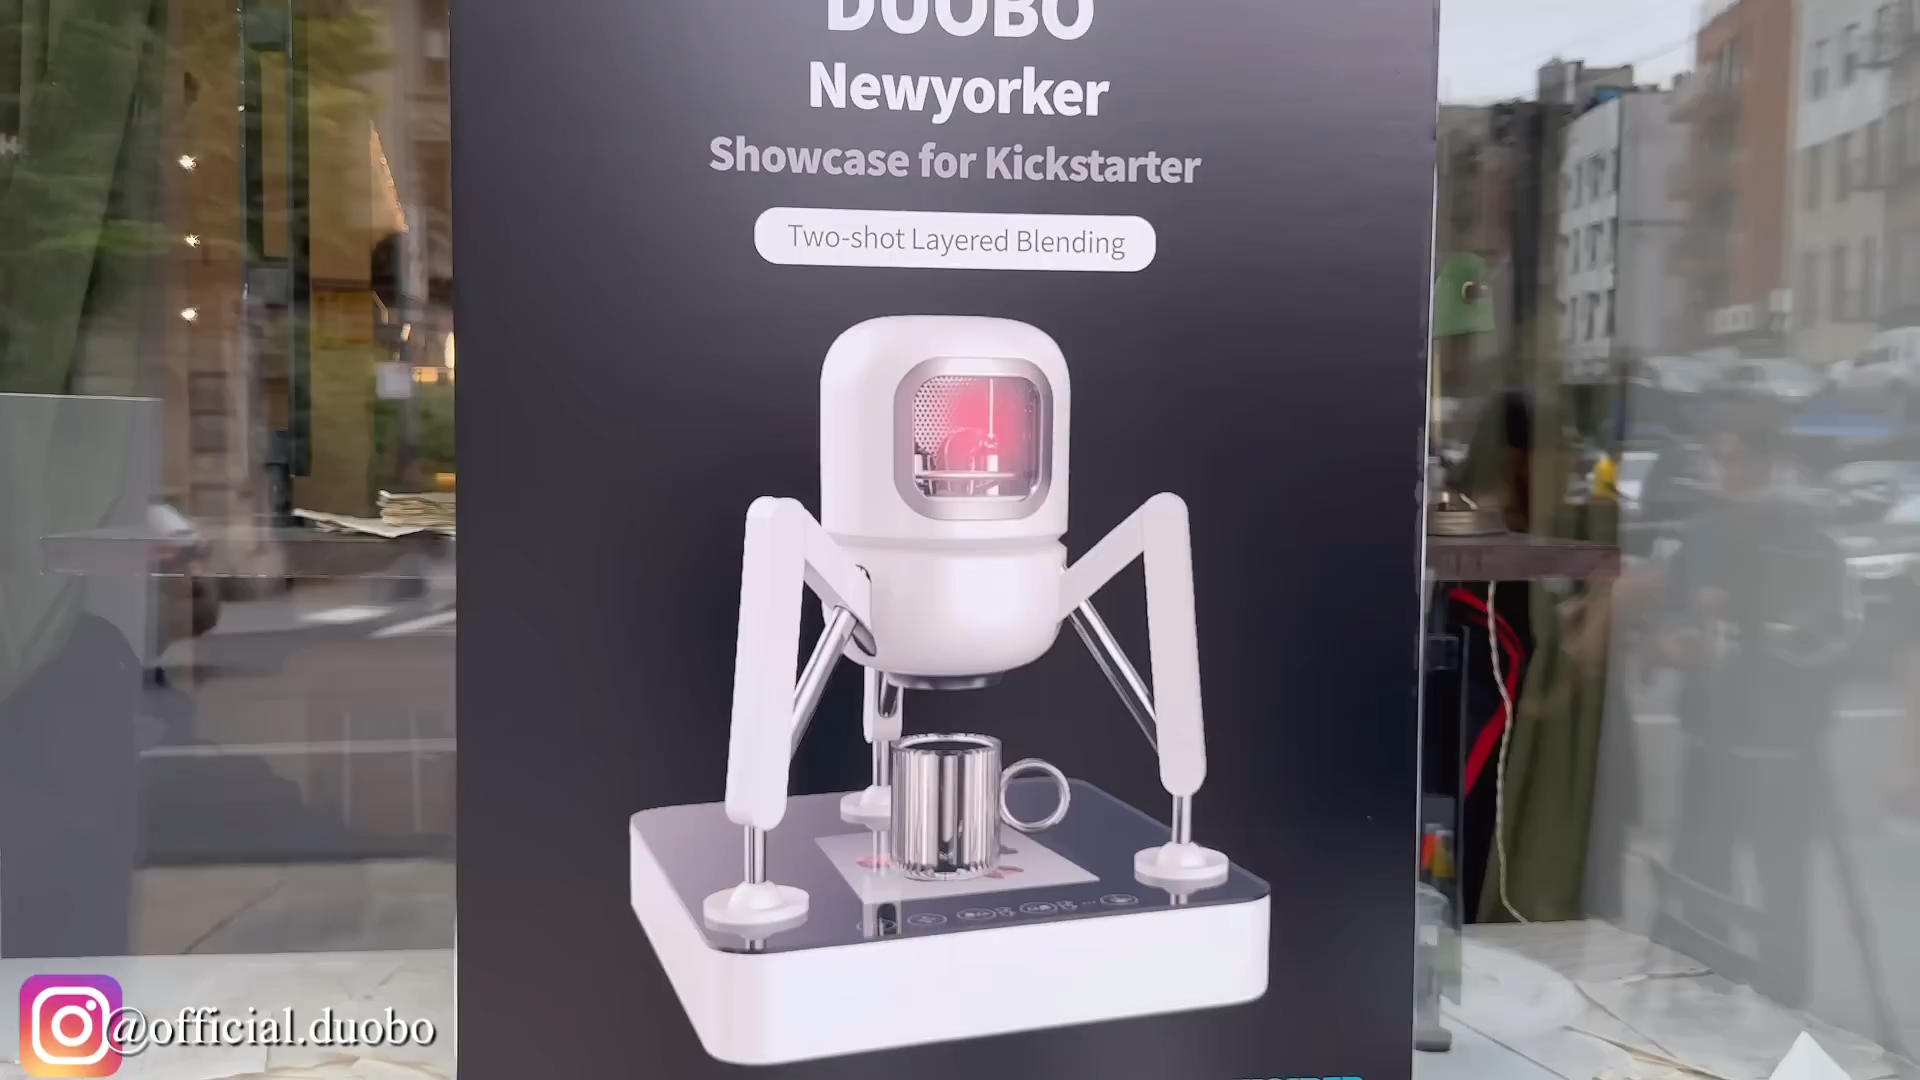 DUOBO
Newyorker
Showcase for Kickstarter
Two-shot Layered Blending
@official.duobo